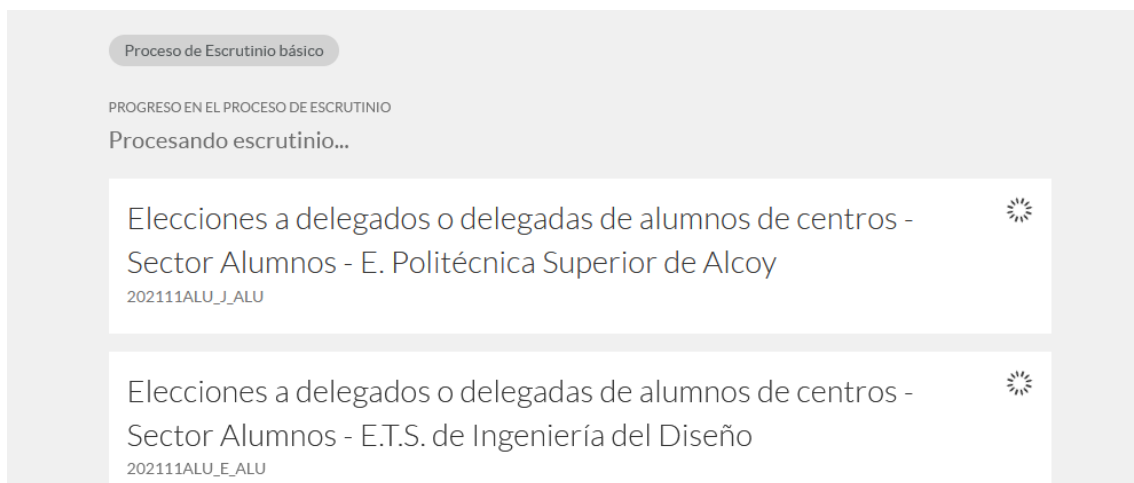 Proceso de Escrutinio básico
PROGRESO EN EL PROCESO DE ESCRUTINIO
Procesando escrutinio...
Elecciones a delegados o delegadas de alumnos de centros -
Sector Alumnos - E. Politécnica Superior de Alcoy
202111ALU_J_ALU
Elecciones a delegados o delegadas de alumnos de centros -
Sector Alumnos - E.T.S. de Ingeniería del Diseño
202111ALU_E_ALU